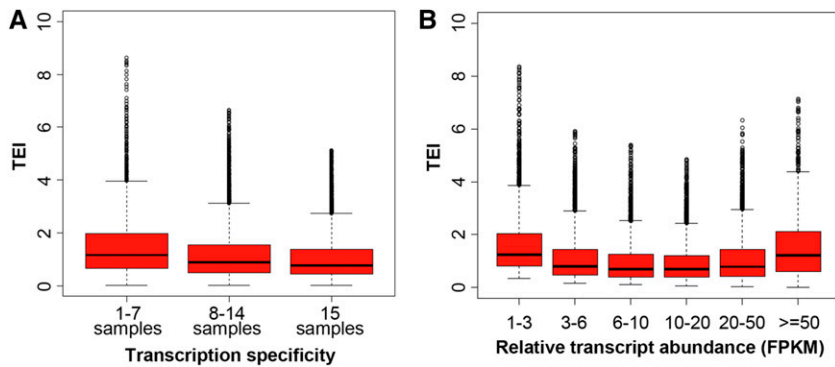 A
TEI
10
8
6
4
2
0
1-7 samples
8-14 samples
15 samples
Transcription specificity
B
TEI
10
8
6
4
2
0
1-3 3-6 6-10 10-20 20-50 >=50
Relative transcript abundance (FPKM)